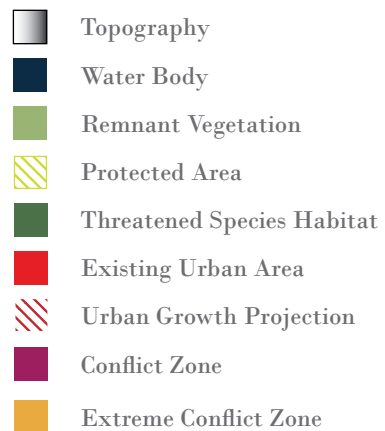 Topography
Water Body
Remnant Vegetation
Protected Area
Threatened Species Habitat
Existing Urban Area
Urban Growth Projection
Conflict Zone
Extreme Conflict Zone